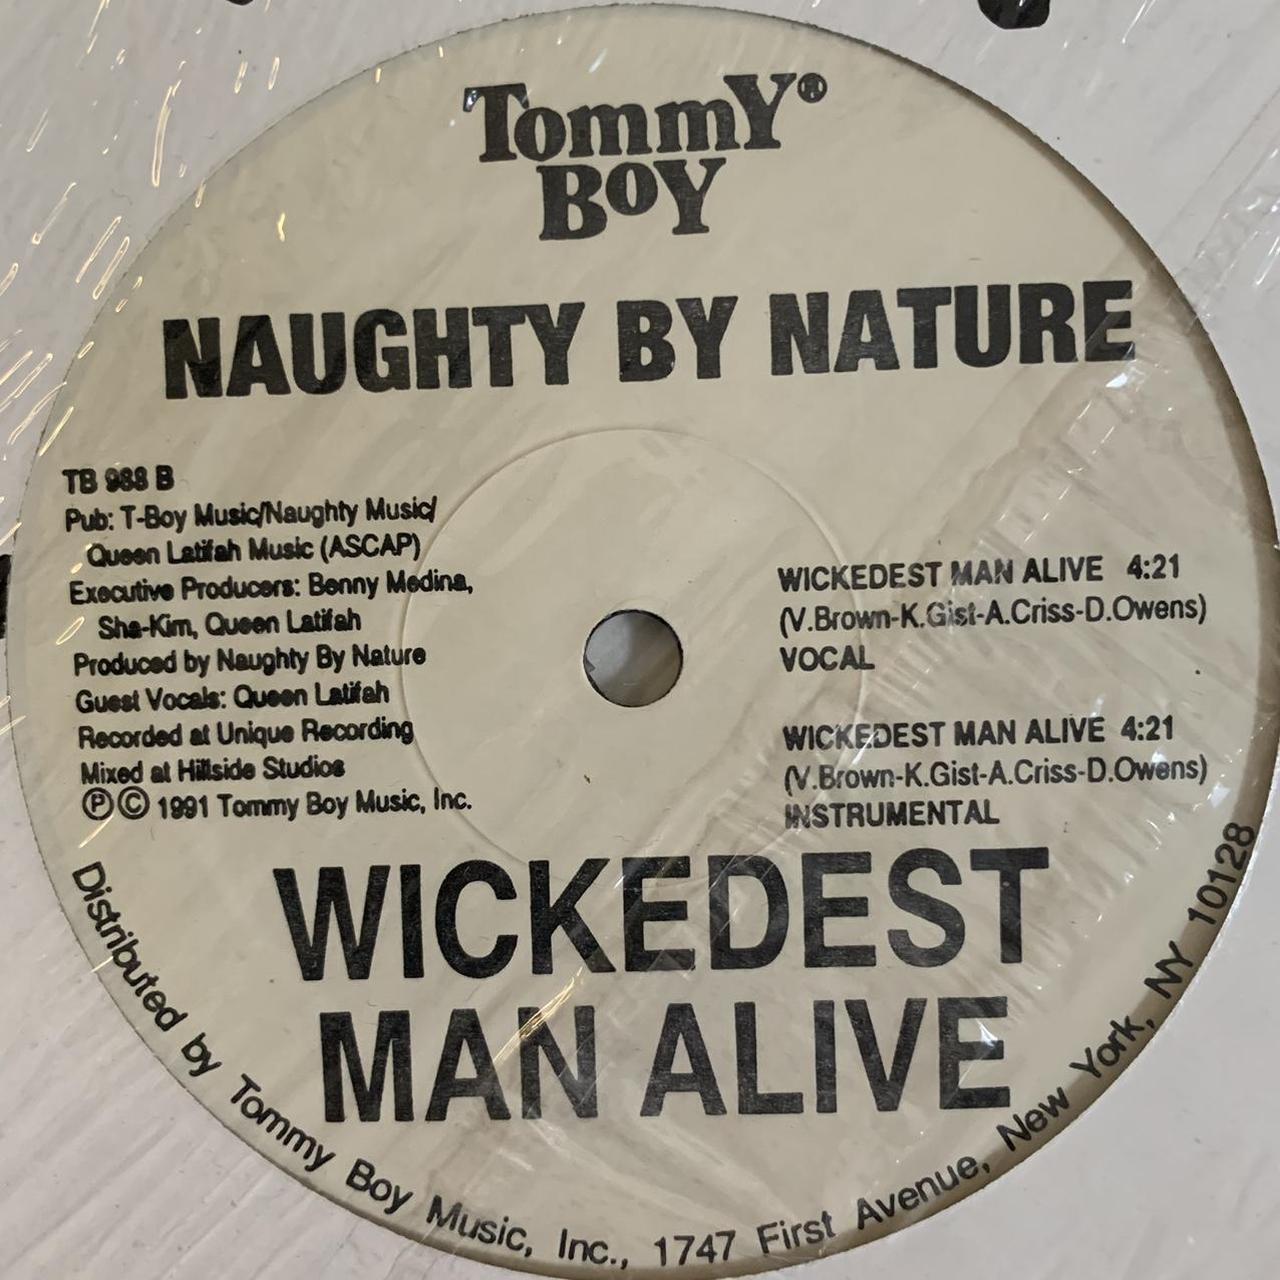 TommY®
BoY
NAUGHTY BY NATURE
TB 988 B
Pub: T-Boy Music/Naughty Music/
Queen Latifah Music (ASCAP)
Executive Producers: Benny Medina,
Sha-Kim, Queen Latifah
Produced by Naughty By Nature
Guest Vocals: Queen Latifah
Recorded at Unique Recording
Mixed at Hillside Studios
Ⓟ© 1991 Tommy Boy Music, Inc.
WICKEDEST MAN ALIVE 4:21
(V.Brown-K.Gist-A.Criss-D.Owens)
VOCAL
WICKEDEST MAN ALIVE 4:21
(V.Brown-K.Gist-A.Criss-D.Owens)
INSTRUMENTAL
WICKEDEST
MAN ALIVE
Distributed by Tommy Boy Music, Inc., 1747 First Avenue, New York, NY 10128